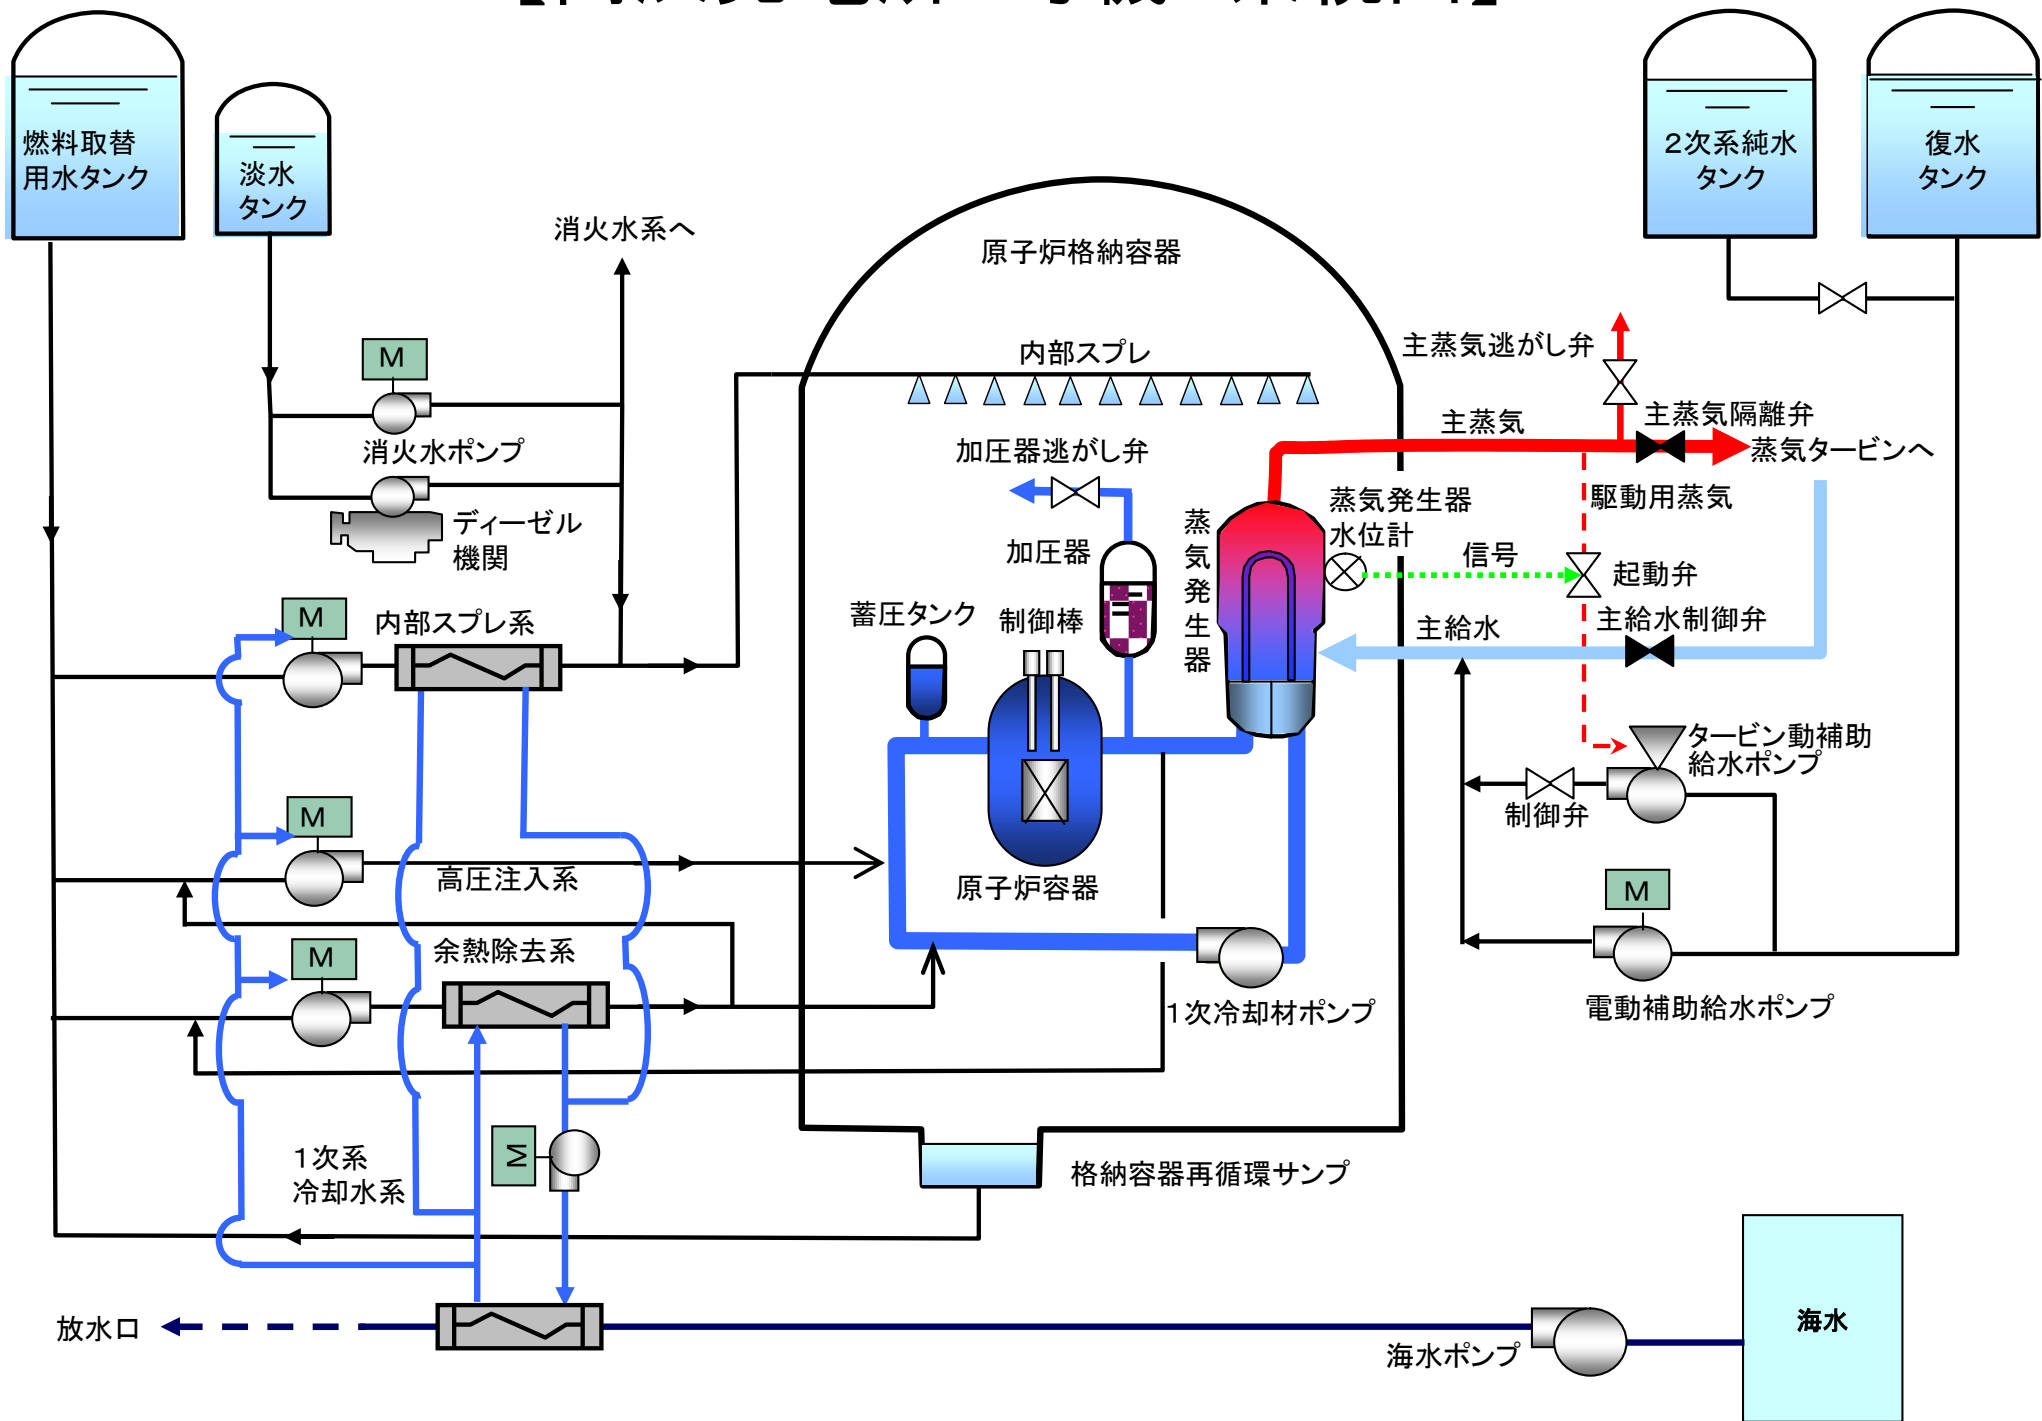 燃料取替
用水タンク
淡水
タンク
消火水系へ
原子炉格納容器
2次系純水
タンク
復水
タンク
M
消火水ポンプ
ディーゼル
機関
内部スプレ
主蒸気逃がし弁
主蒸気
主蒸気隔離弁
蒸気タービンへ
加圧器逃がし弁
蒸気発生器
水位計
駆動用蒸気
信号
起動弁
加圧器
蒸気発生器
蓄圧タンク
制御棒
主給水
主給水制御弁
M
内部スプレ系
タービン動補助
給水ポンプ
制御弁
M
高圧注入系
原子炉容器
M
M
余熱除去系
1次冷却材ポンプ
電動補助給水ポンプ
M
1次系
冷却水系
格納容器再循環サンプ
放水口
海水ポンプ
海水